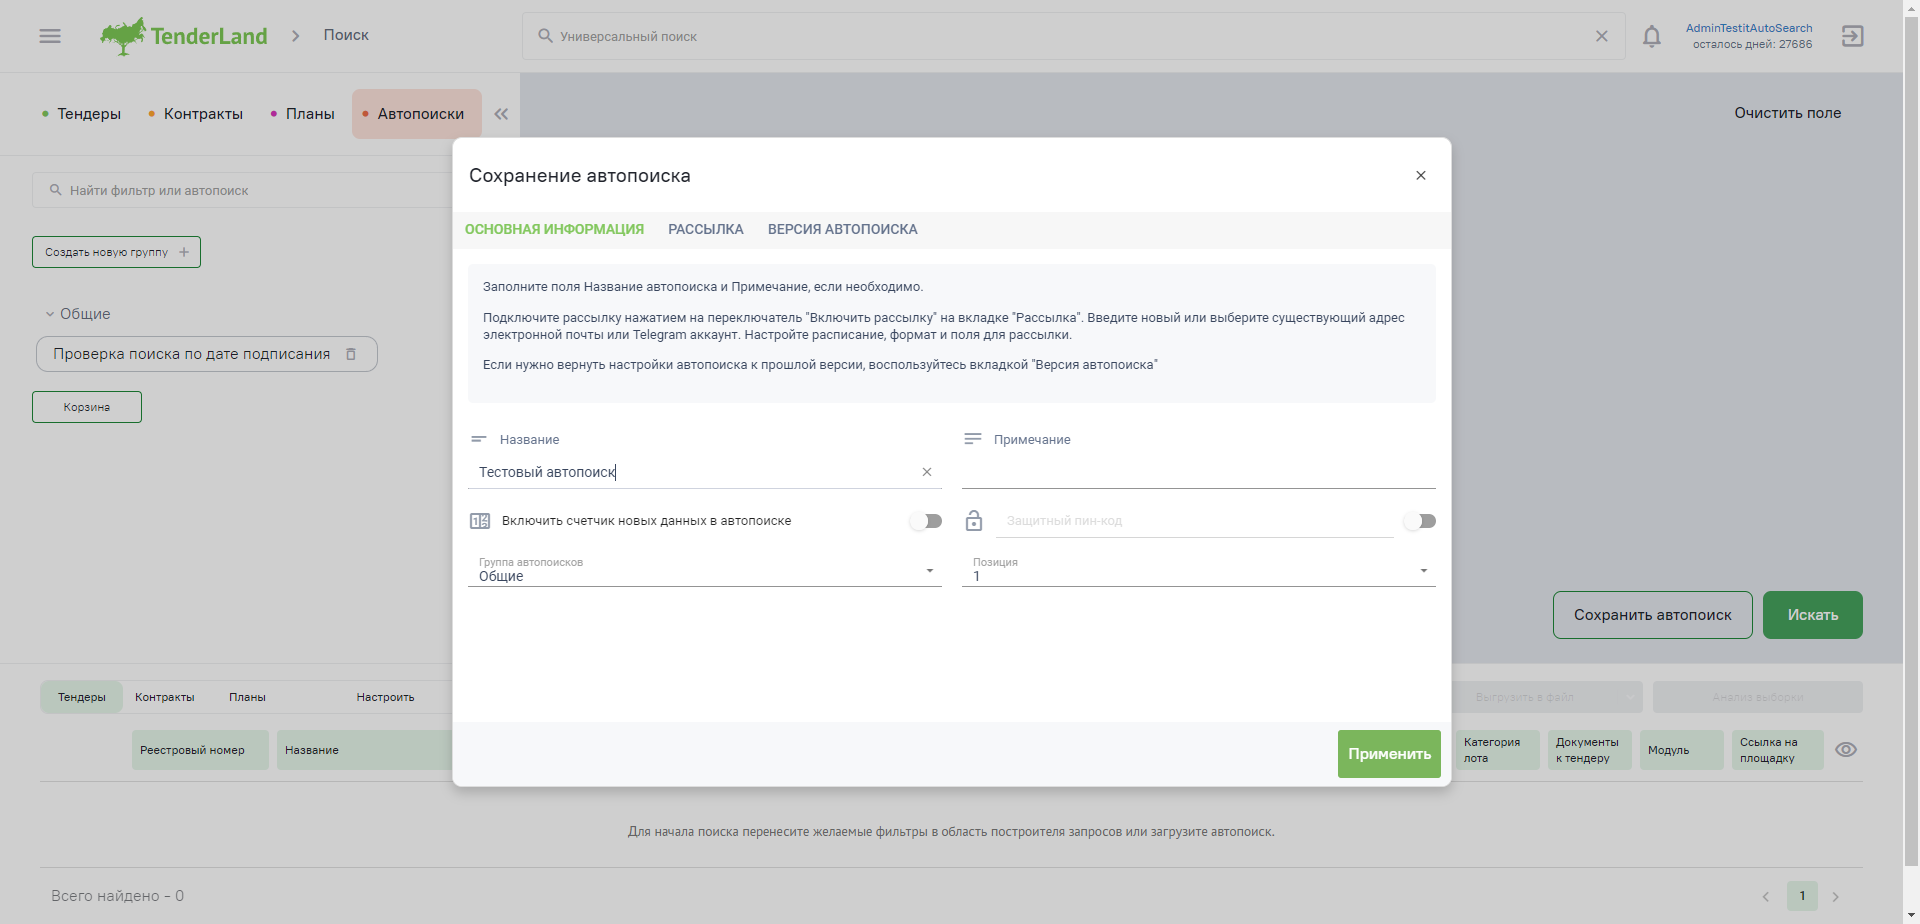 TenderLand
Поиск
Универсальный поиск
AdminTestitAutoSearch
осталось дней: 27686
Тендеры
Контракты
Планы
Автопоиски
Очистить поле
Найти фильтр или автопоиск
Создать новую группу
Общие
Проверка поиска по дате подписания
Корзина
Сохранение автопоиска
ОСНОВНАЯ ИНФОРМАЦИЯ
РАССЫЛКА
ВЕРСИЯ АВТОПОИСКА
Заполните поля Название автопоиска и Примечание, если необходимо.
Подключите рассылку нажатием на переключатель "Включить рассылку" на вкладке "Рассылка". Введите новый или выберите существующий адрес
электронной почты или Telegram аккаунт. Настройте расписание, формат и поля для рассылки.
Если нужно вернуть настройки автопоиска к прошлой версии, воспользуйтесь вкладкой "Версия автопоиска"
Название
Примечание
Тестовый автопоиск
Включить счетчик новых данных в автопоиске
Защитный пин-код
Группа автопоисков
Общие
Позиция
1
Применить
Сохранить автопоиск
Искать
Тендеры
Контракты
Планы
Настроить
Выгрузить в файл
Анализ выборки
Реестровый номер
Название
Категория
лота
Документы
к тендеру
Модуль
Ссылка на
площадку
Для начала поиска перенесите желаемые фильтры в область построителя запросов или загрузите автопоиск.
Всего найдено - 0
1